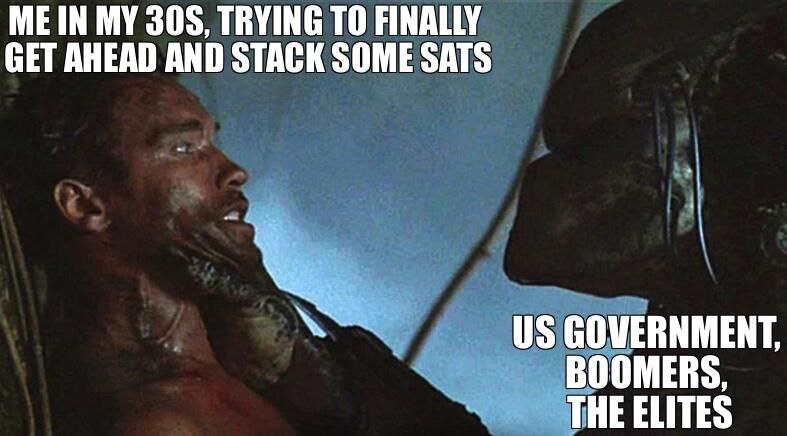 ME IN MY 30S, TRYING TO FINALLY
GET AHEAD AND STACK SOME SATS
US GOVERNMENT,
BOOMERS,
THE ELITES